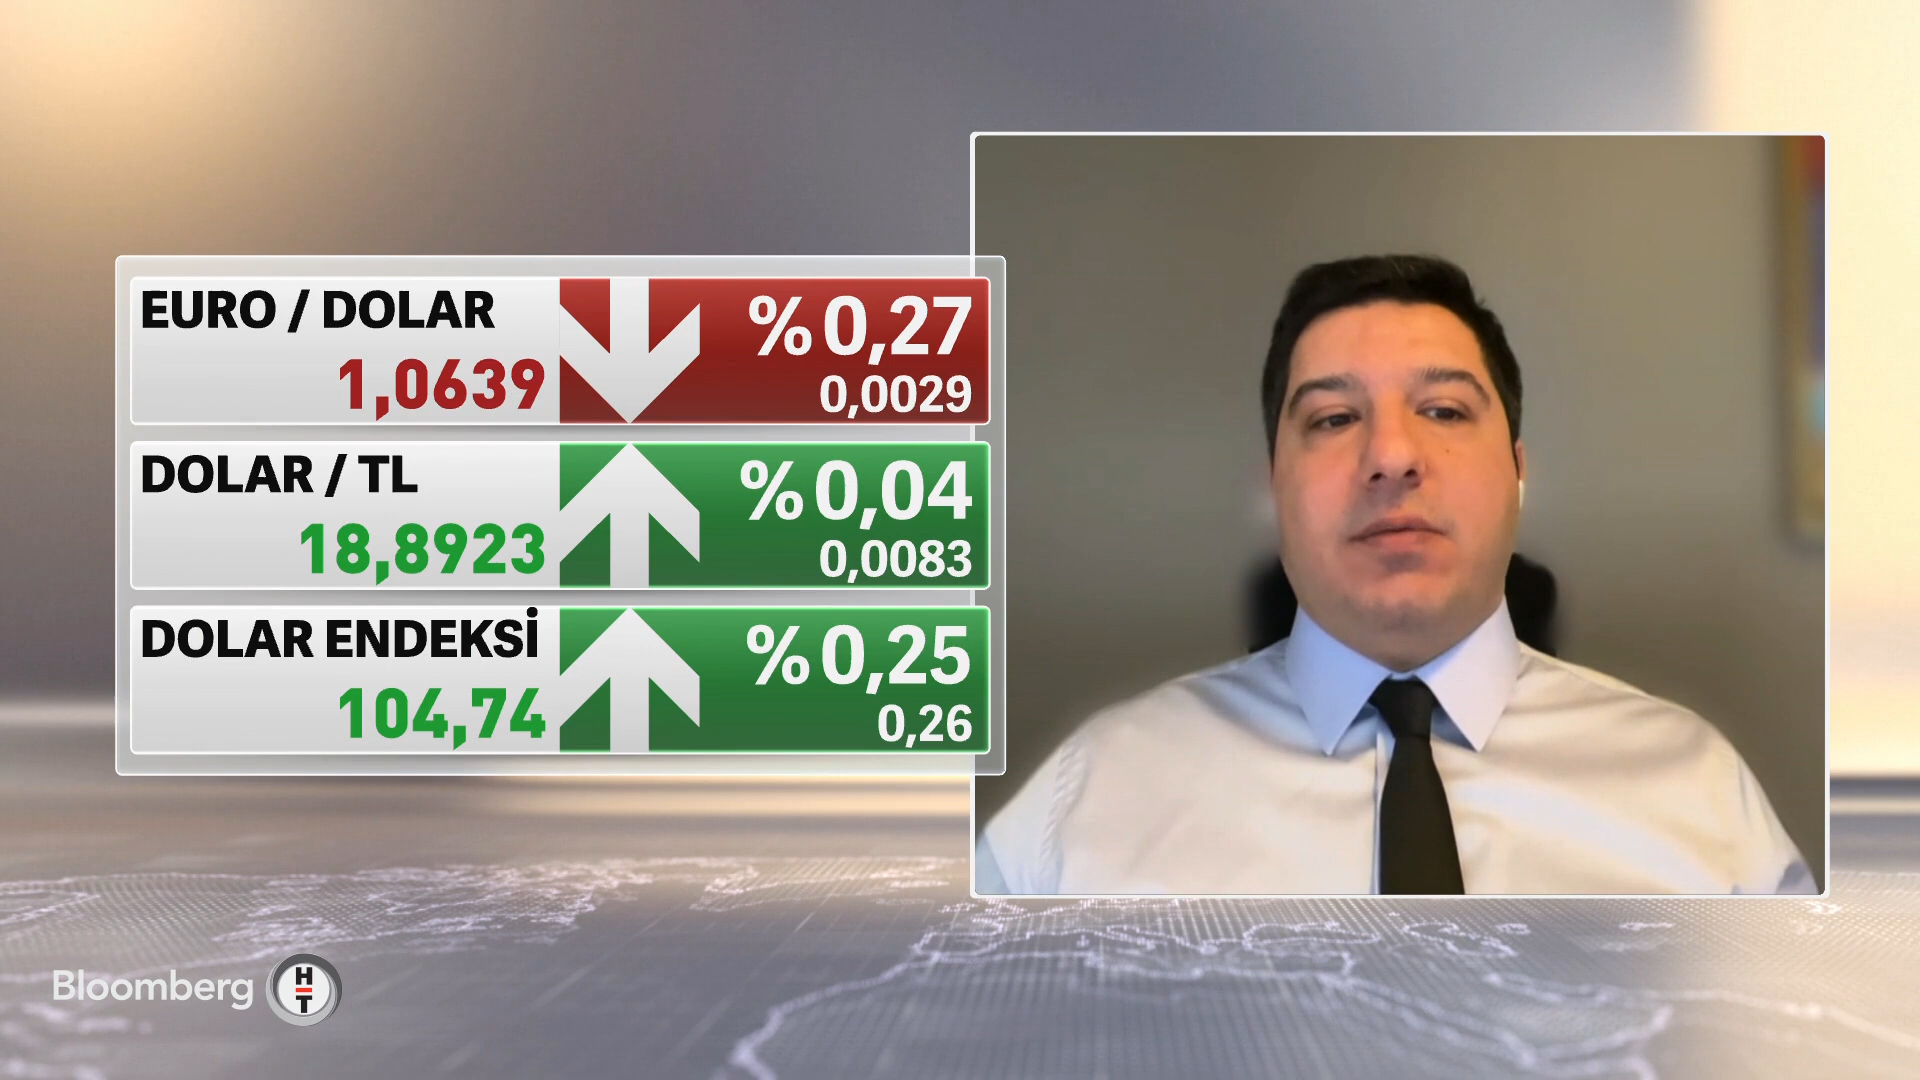 EURO / DOLAR
1,0639
%0,27
0,0029
DOLAR / TL
18,8923
%0,04
0,0083
DOLAR ENDEKSİ
104,74
%0,25
0,26
Bloomberg HT